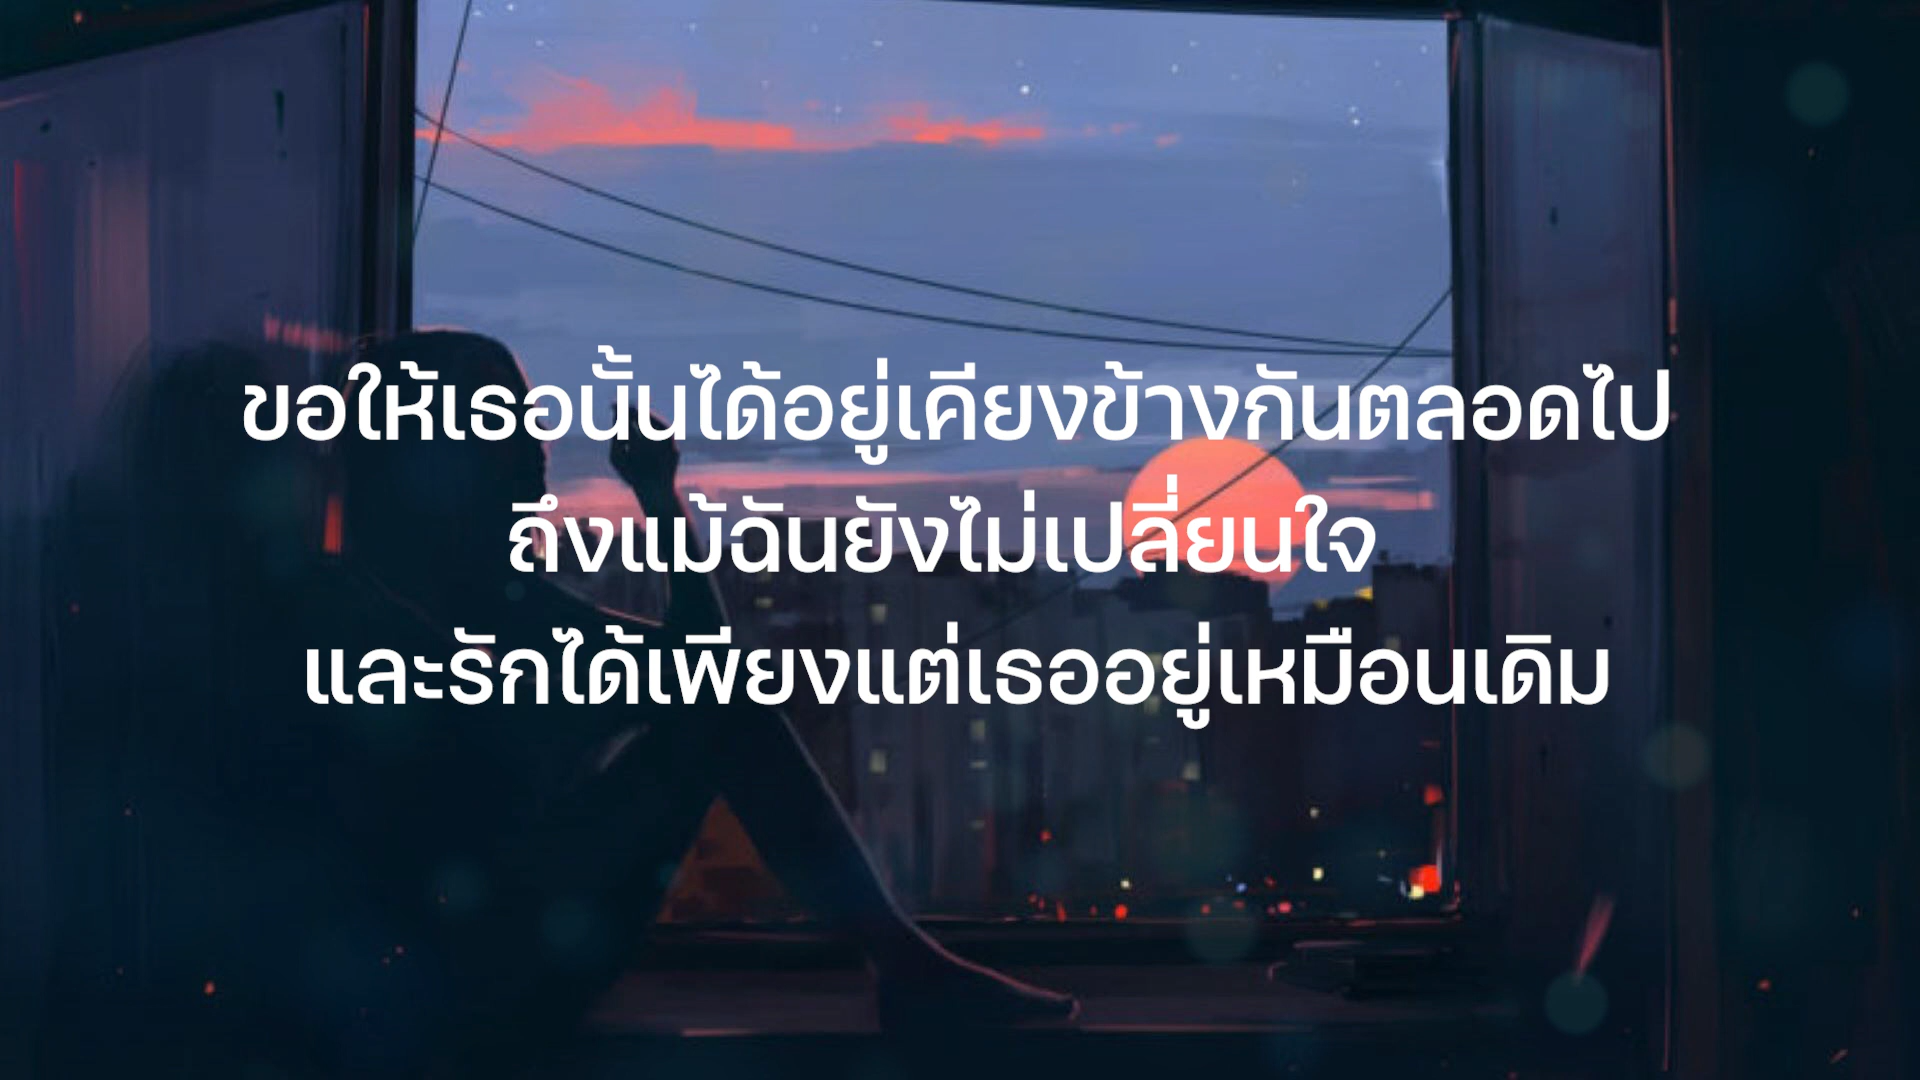 ขอให้เธอนั้นได้อยู่เคียงข้างกันตลอดไป
ถึงแม้ฉันยังไม่เปลี่ยนใจ
และรักได้เพียงแต่เธออยู่เหมือนเดิม